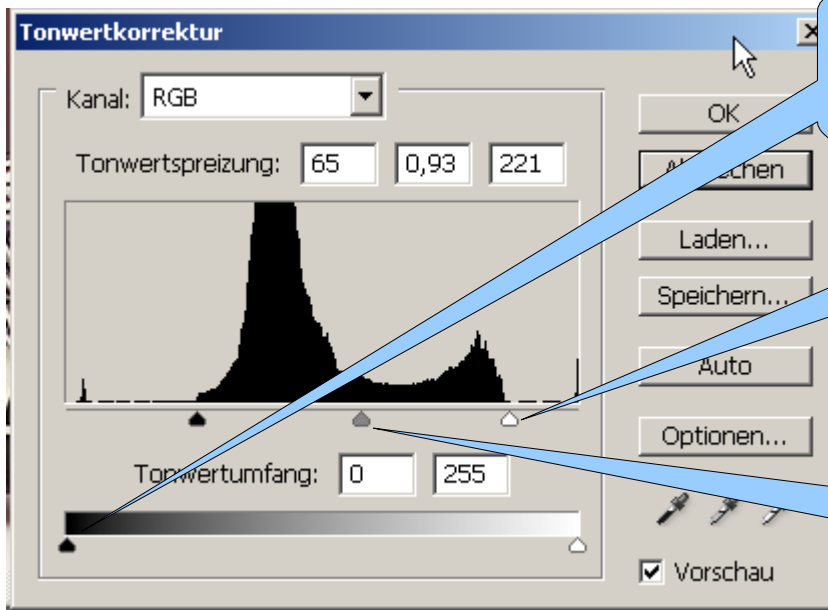 Tonwertkorrektur
Kanal: RGB
OK
Tonwertspreizung: 65 0,93 221
Laden...
Speichern...
Auto
Optionen...
Tonwertumfang: 0 255
Vorschau